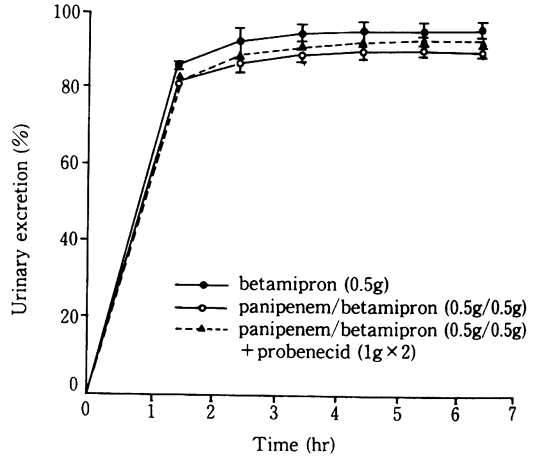 100
80
60
40
20
0
Urinary excretion (%)
betamipron (0.5g)
panipenem/betamipron (0.5g/0.5g)
panipenem/betamipron (0.5g/0.5g)
+probenecid (1g×2)
0 1 2 3 4 5 6 7
Time (hr)